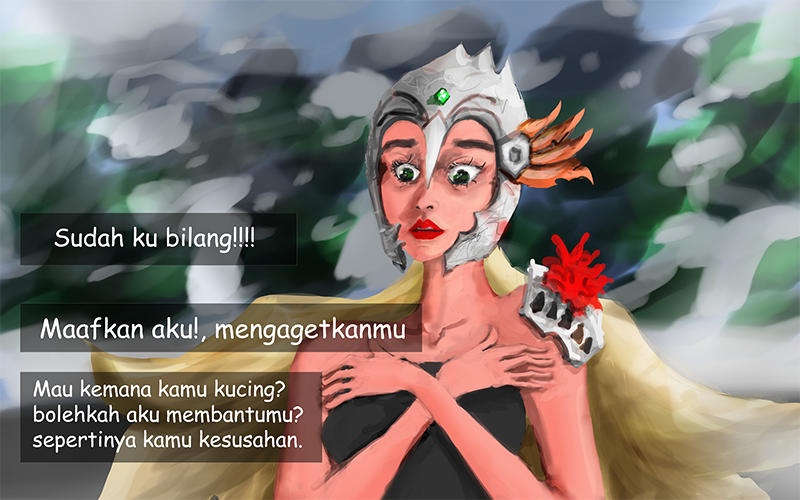 Sudah ku bilang!!!!
Maafkan aku!, mengagetkanmu
Mau kemana kamu kucing?
bolehkah aku membantumu?
sepertinya kamu kesusahan.